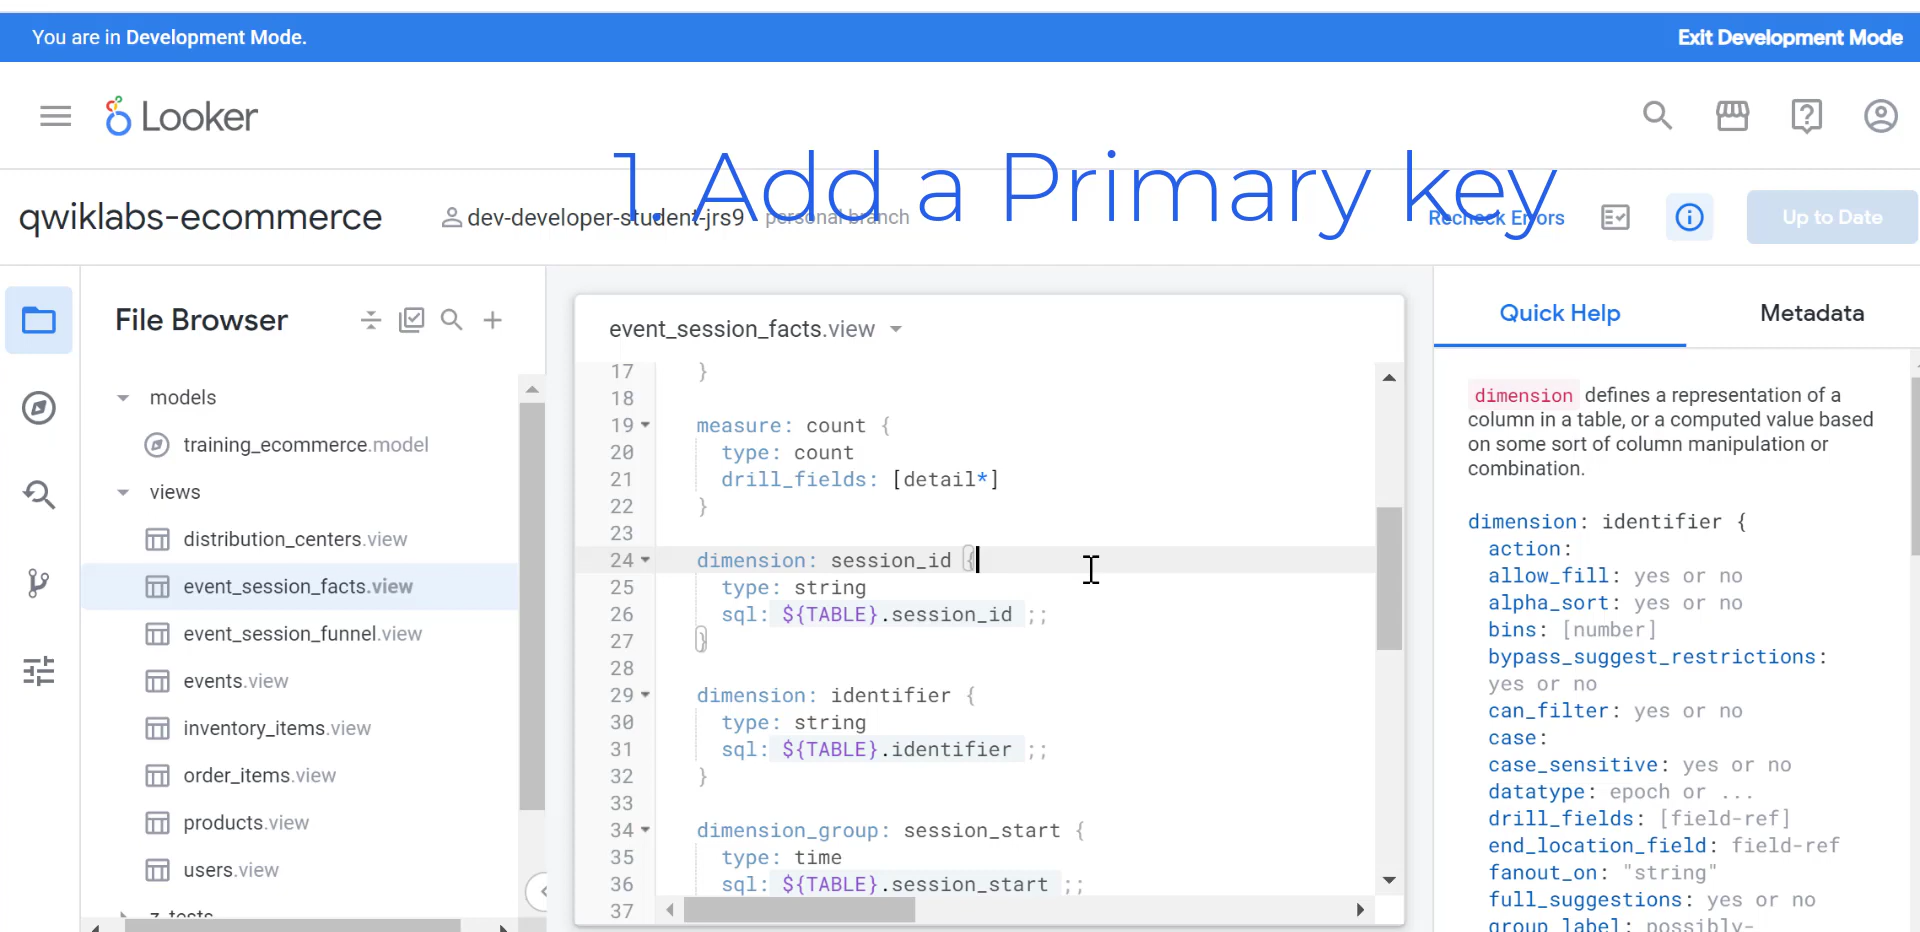 You are in Development Mode.
Exit Development Mode
Looker
1. Add a Primary key
qwiklabs-ecommerce
dev-developer-student-jrs9
personal branch
Recheck Errors
Up to Date
File Browser
models
training_ecommerce.model
views
distribution_centers.view
event_session_facts.view
event_session_funnel.view
events.view
inventory_items.view
order_items.view
products.view
users.view
z_tests
event_session_facts.view
17 }
18
19 measure: count {
20 type: count
21 drill_fields: [detail*]
22 }
23
24 dimension: session_id {
25 type: string
26 sql: ${TABLE}.session_id ;;
27 }
28
29 dimension: identifier {
30 type: string
31 sql: ${TABLE}.identifier ;;
32 }
33
34 dimension_group: session_start {
35 type: time
36 sql: ${TABLE}.session_start ;;
37
Quick Help
Metadata
dimension defines a representation of a
column in a table, or a computed value based
on some sort of column manipulation or
combination.
dimension: identifier {
action:
allow_fill: yes or no
alpha_sort: yes or no
bins: [number]
bypass_suggest_restrictions:
yes or no
can_filter: yes or no
case:
case_sensitive: yes or no
datatype: epoch or ...
drill_fields: [field-ref]
end_location_field: field-ref
fanout_on: "string"
full_suggestions: yes or no
group_label: possibly-